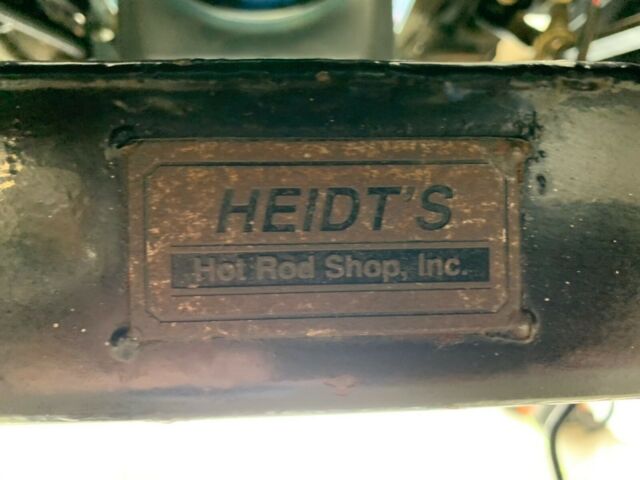 HEIDT'S
Hot Rod Shop, Inc.